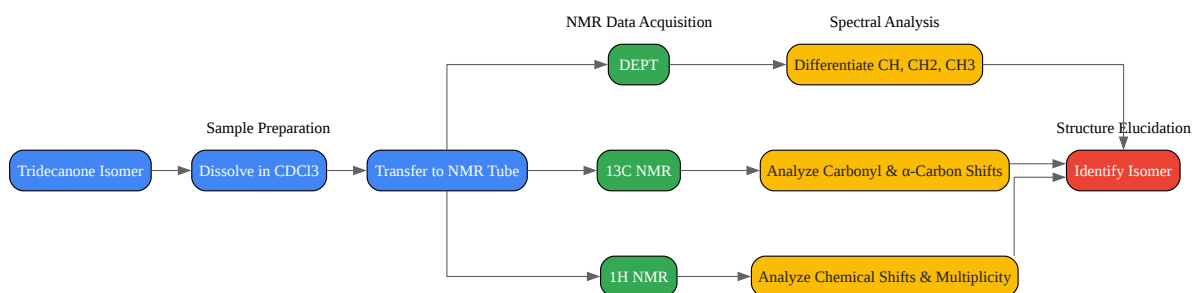 NMR Data Acquisition
Spectral Analysis
DEPT
Differentiate CH, CH2, CH3
Sample Preparation
Structure Elucidation
Tridecanone Isomer
Dissolve in CDCl3
Transfer to NMR Tube
13C NMR
Analyze Carbonyl & α-Carbon Shifts
Identify Isomer
1H NMR
Analyze Chemical Shifts & Multiplicity